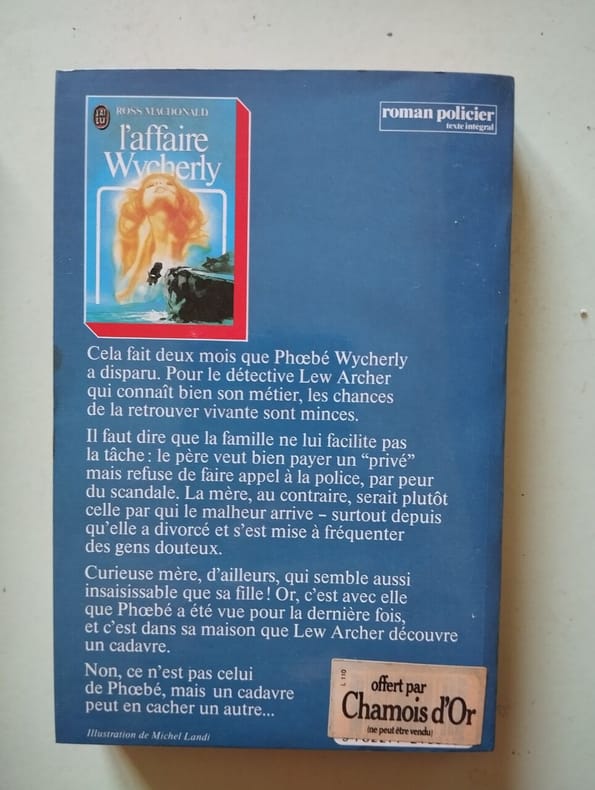 J'AI
LU
ROSS MACDONALD
l'affaire
Wycherly
roman policier
texte intégral
Cela fait deux mois que Phœbé Wycherly
a disparu. Pour le détective Lew Archer
qui connaît bien son métier, les chances
de la retrouver vivante sont minces.
Il faut dire que la famille ne lui facilite pas
la tâche : le père veut bien payer un “privé”
mais refuse de faire appel à la police, par peur
du scandale. La mère, au contraire, serait plutôt
celle par qui le malheur arrive – surtout depuis
qu'elle a divorcé et s'est mise à fréquenter
des gens douteux.
Curieuse mère, d'ailleurs, qui semble aussi
insaisissable que sa fille ! Or, c'est avec elle
que Phœbé a été vue pour la dernière fois,
et c'est dans sa maison que Lew Archer découvre
un cadavre.
Non, ce n'est pas celui
de Phœbé, mais un cadavre
peut en cacher un autre...
L 110
offert par
Chamois d'Or
(ne peut être vendu)
Illustration de Michel Landi